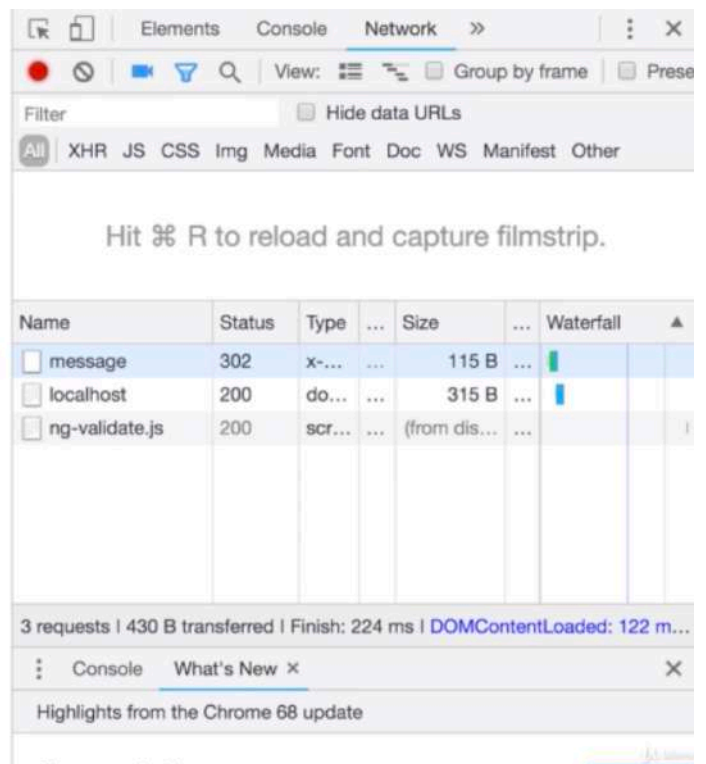 Elements Console Network »
View: Group by frame Prese
Filter Hide data URLs
All XHR JS CSS Img Media Font Doc WS Manifest Other
Hit ⌘ R to reload and capture filmstrip.
Name Status Type ... Size ... Waterfall ▲
message 302 x-... ... 115 B ...
localhost 200 do... ... 315 B ...
ng-validate.js 200 scr... ... (from dis... ...
3 requests | 430 B transferred | Finish: 224 ms | DOMContentLoaded: 122 m...
Console What's New ×
Highlights from the Chrome 68 update